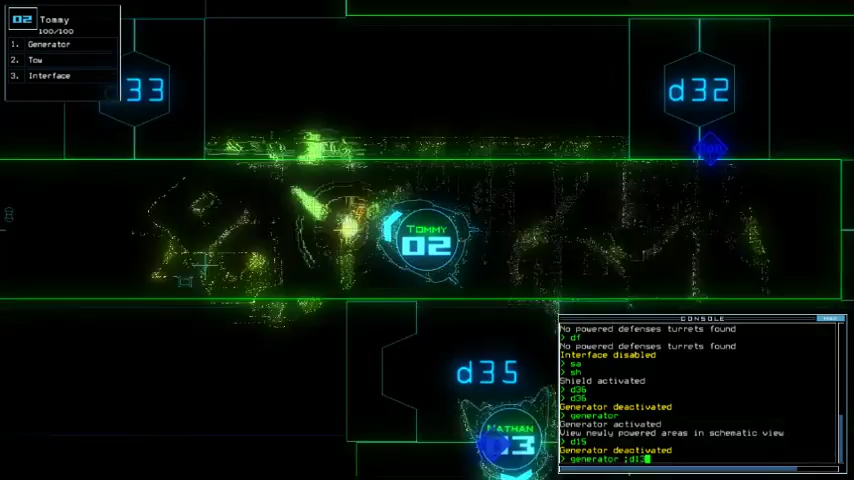 02 Tommy
100/100
1. Generator
2. Tow
3. Interface
d33
d32
TOMMY
02
d35
NATHAN
03
CONSOLE
No powered defenses turrets found
> df
No powered defenses turrets found
Interface disabled
> sa
> sh
Shield activated
> d36
> d36
Generator deactivated
> generator
Generator activated
View newly powered areas in schematic view
> d15
Generator deactivated
> generator ;d13